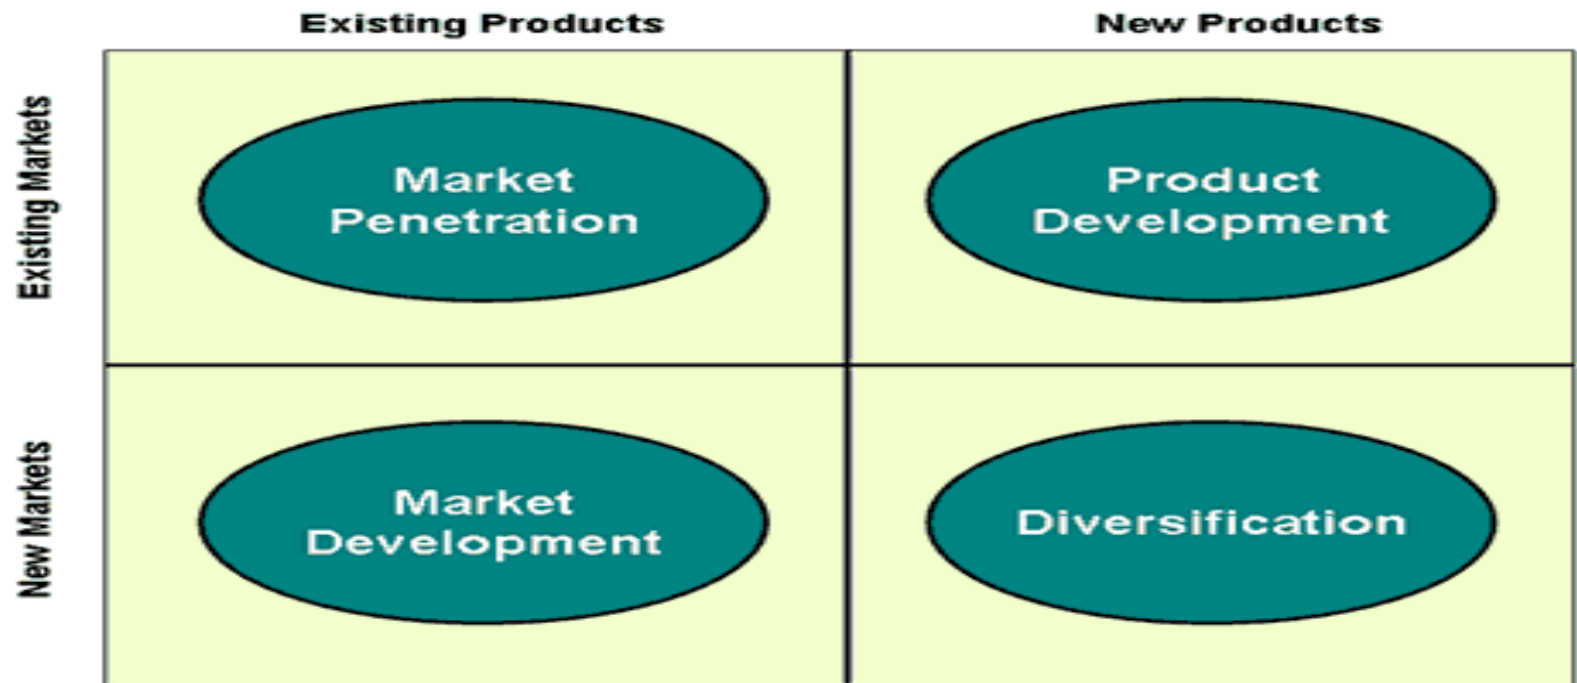 Existing Products
New Products
Existing Markets
Market
Penetration
Product
Development
New Markets
Market
Development
Diversification